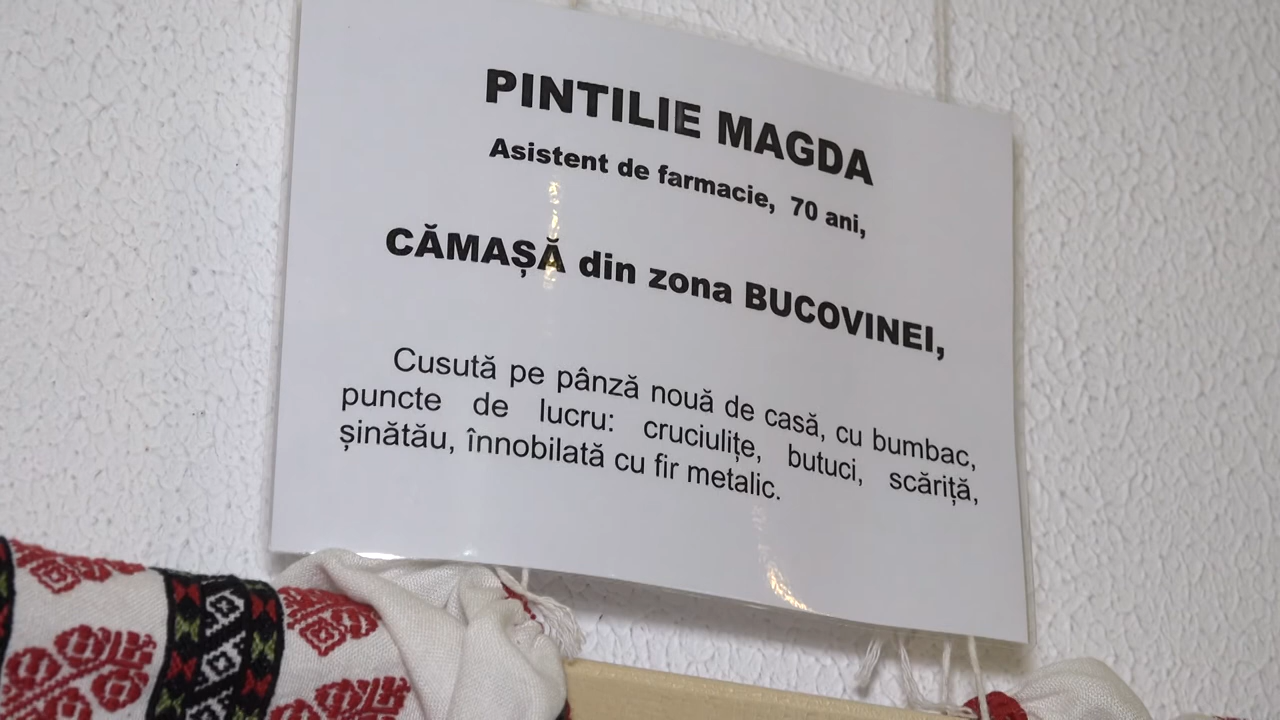 PINTILIE MAGDA
Asistent de farmacie, 70 ani,
CĂMAȘĂ din zona BUCOVINEI,
Cusută pe pânză nouă de casă, cu bumbac,
puncte de lucru: cruciulițe, butuci, scăriță,
șinătău, înnobilată cu fir metalic.